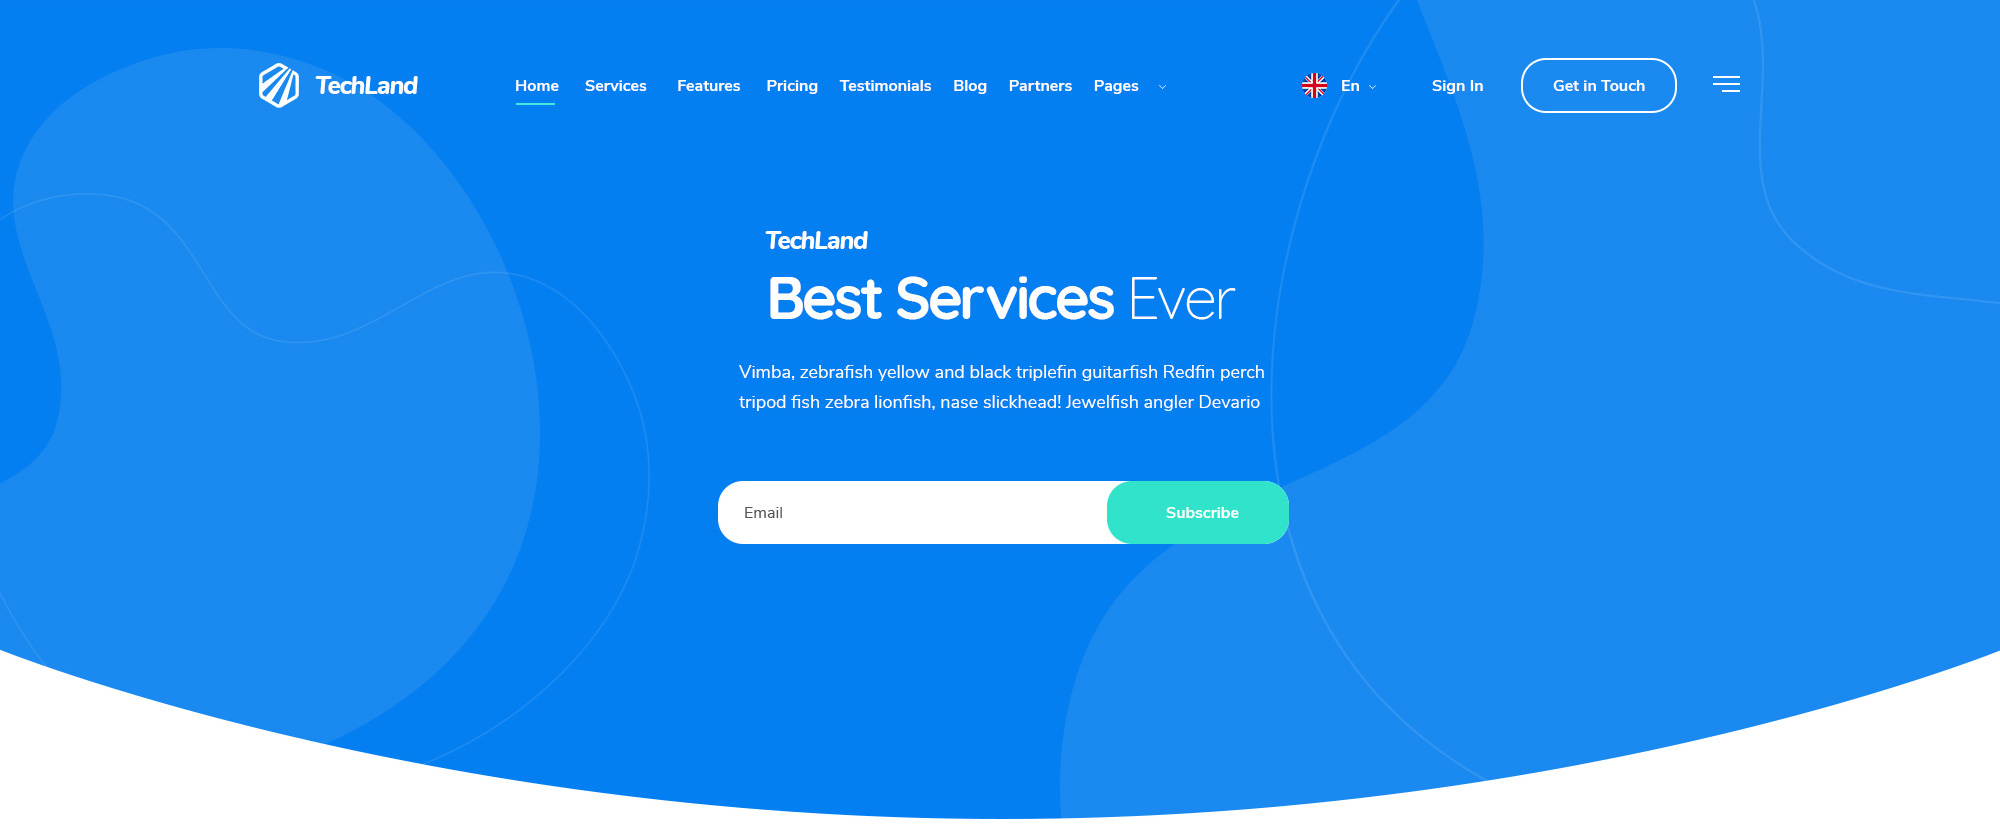 TechLand
Home Services Features Pricing Testimonials Blog Partners Pages
En
Sign In
Get in Touch
TechLand
Best Services Ever
Vimba, zebrafish yellow and black triplefin guitarfish Redfin perch
tripod fish zebra lionfish, nase slickhead! Jewelfish angler Devario
Email
Subscribe